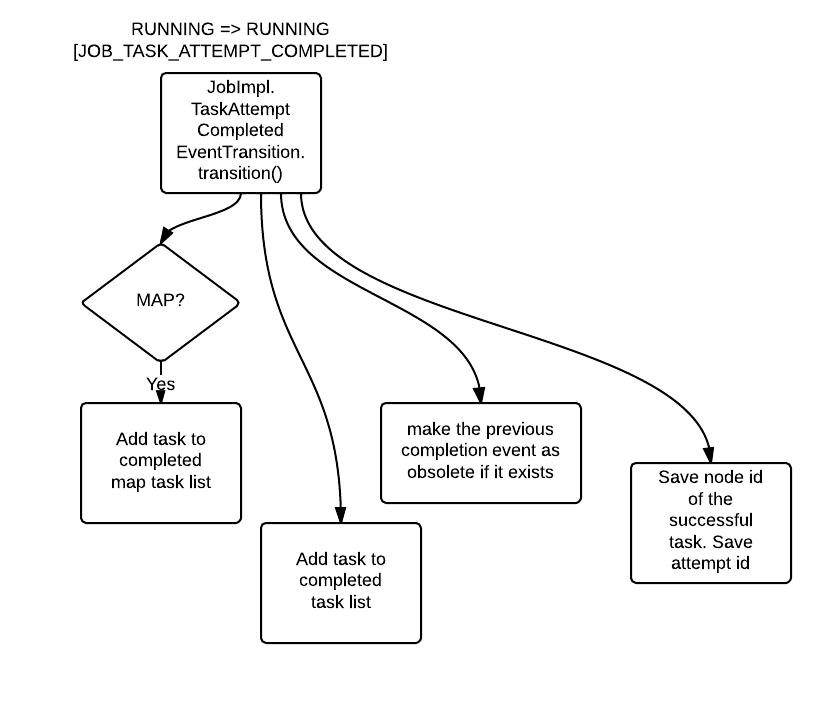 RUNNING => RUNNING
[JOB_TASK_ATTEMPT_COMPLETED]
JobImpl.
TaskAttempt
Completed
EventTransition.
transition()
MAP?
Yes
Add task to
completed
map task list
Add task to
completed
task list
make the previous
completion event as
obsolete if it exists
Save node id
of the
successful
task. Save
attempt id